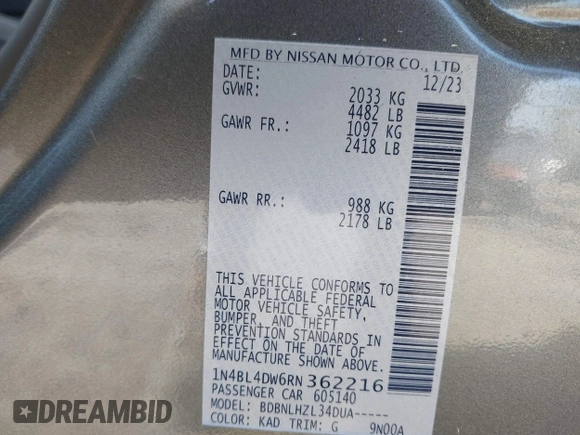 MFD BY NISSAN MOTOR CO., LTD.
DATE: 12/23
GVWR: 2033 KG
4482 LB
GAWR FR.: 1097 KG
2418 LB
GAWR RR.: 988 KG
2178 LB
THIS VEHICLE CONFORMS TO
ALL APPLICABLE FEDERAL
MOTOR VEHICLE SAFETY,
BUMPER, AND THEFT
PREVENTION STANDARDS IN
EFFECT ON THE DATE OF
MANUFACTURE SHOWN ABOVE.
1N4BL4DW6RN362216
PASSENGER CAR 605140
MODEL: BDBNLHZL34DUA-----
COLOR: KAD TRIM: G 9N00A
DREAMBID